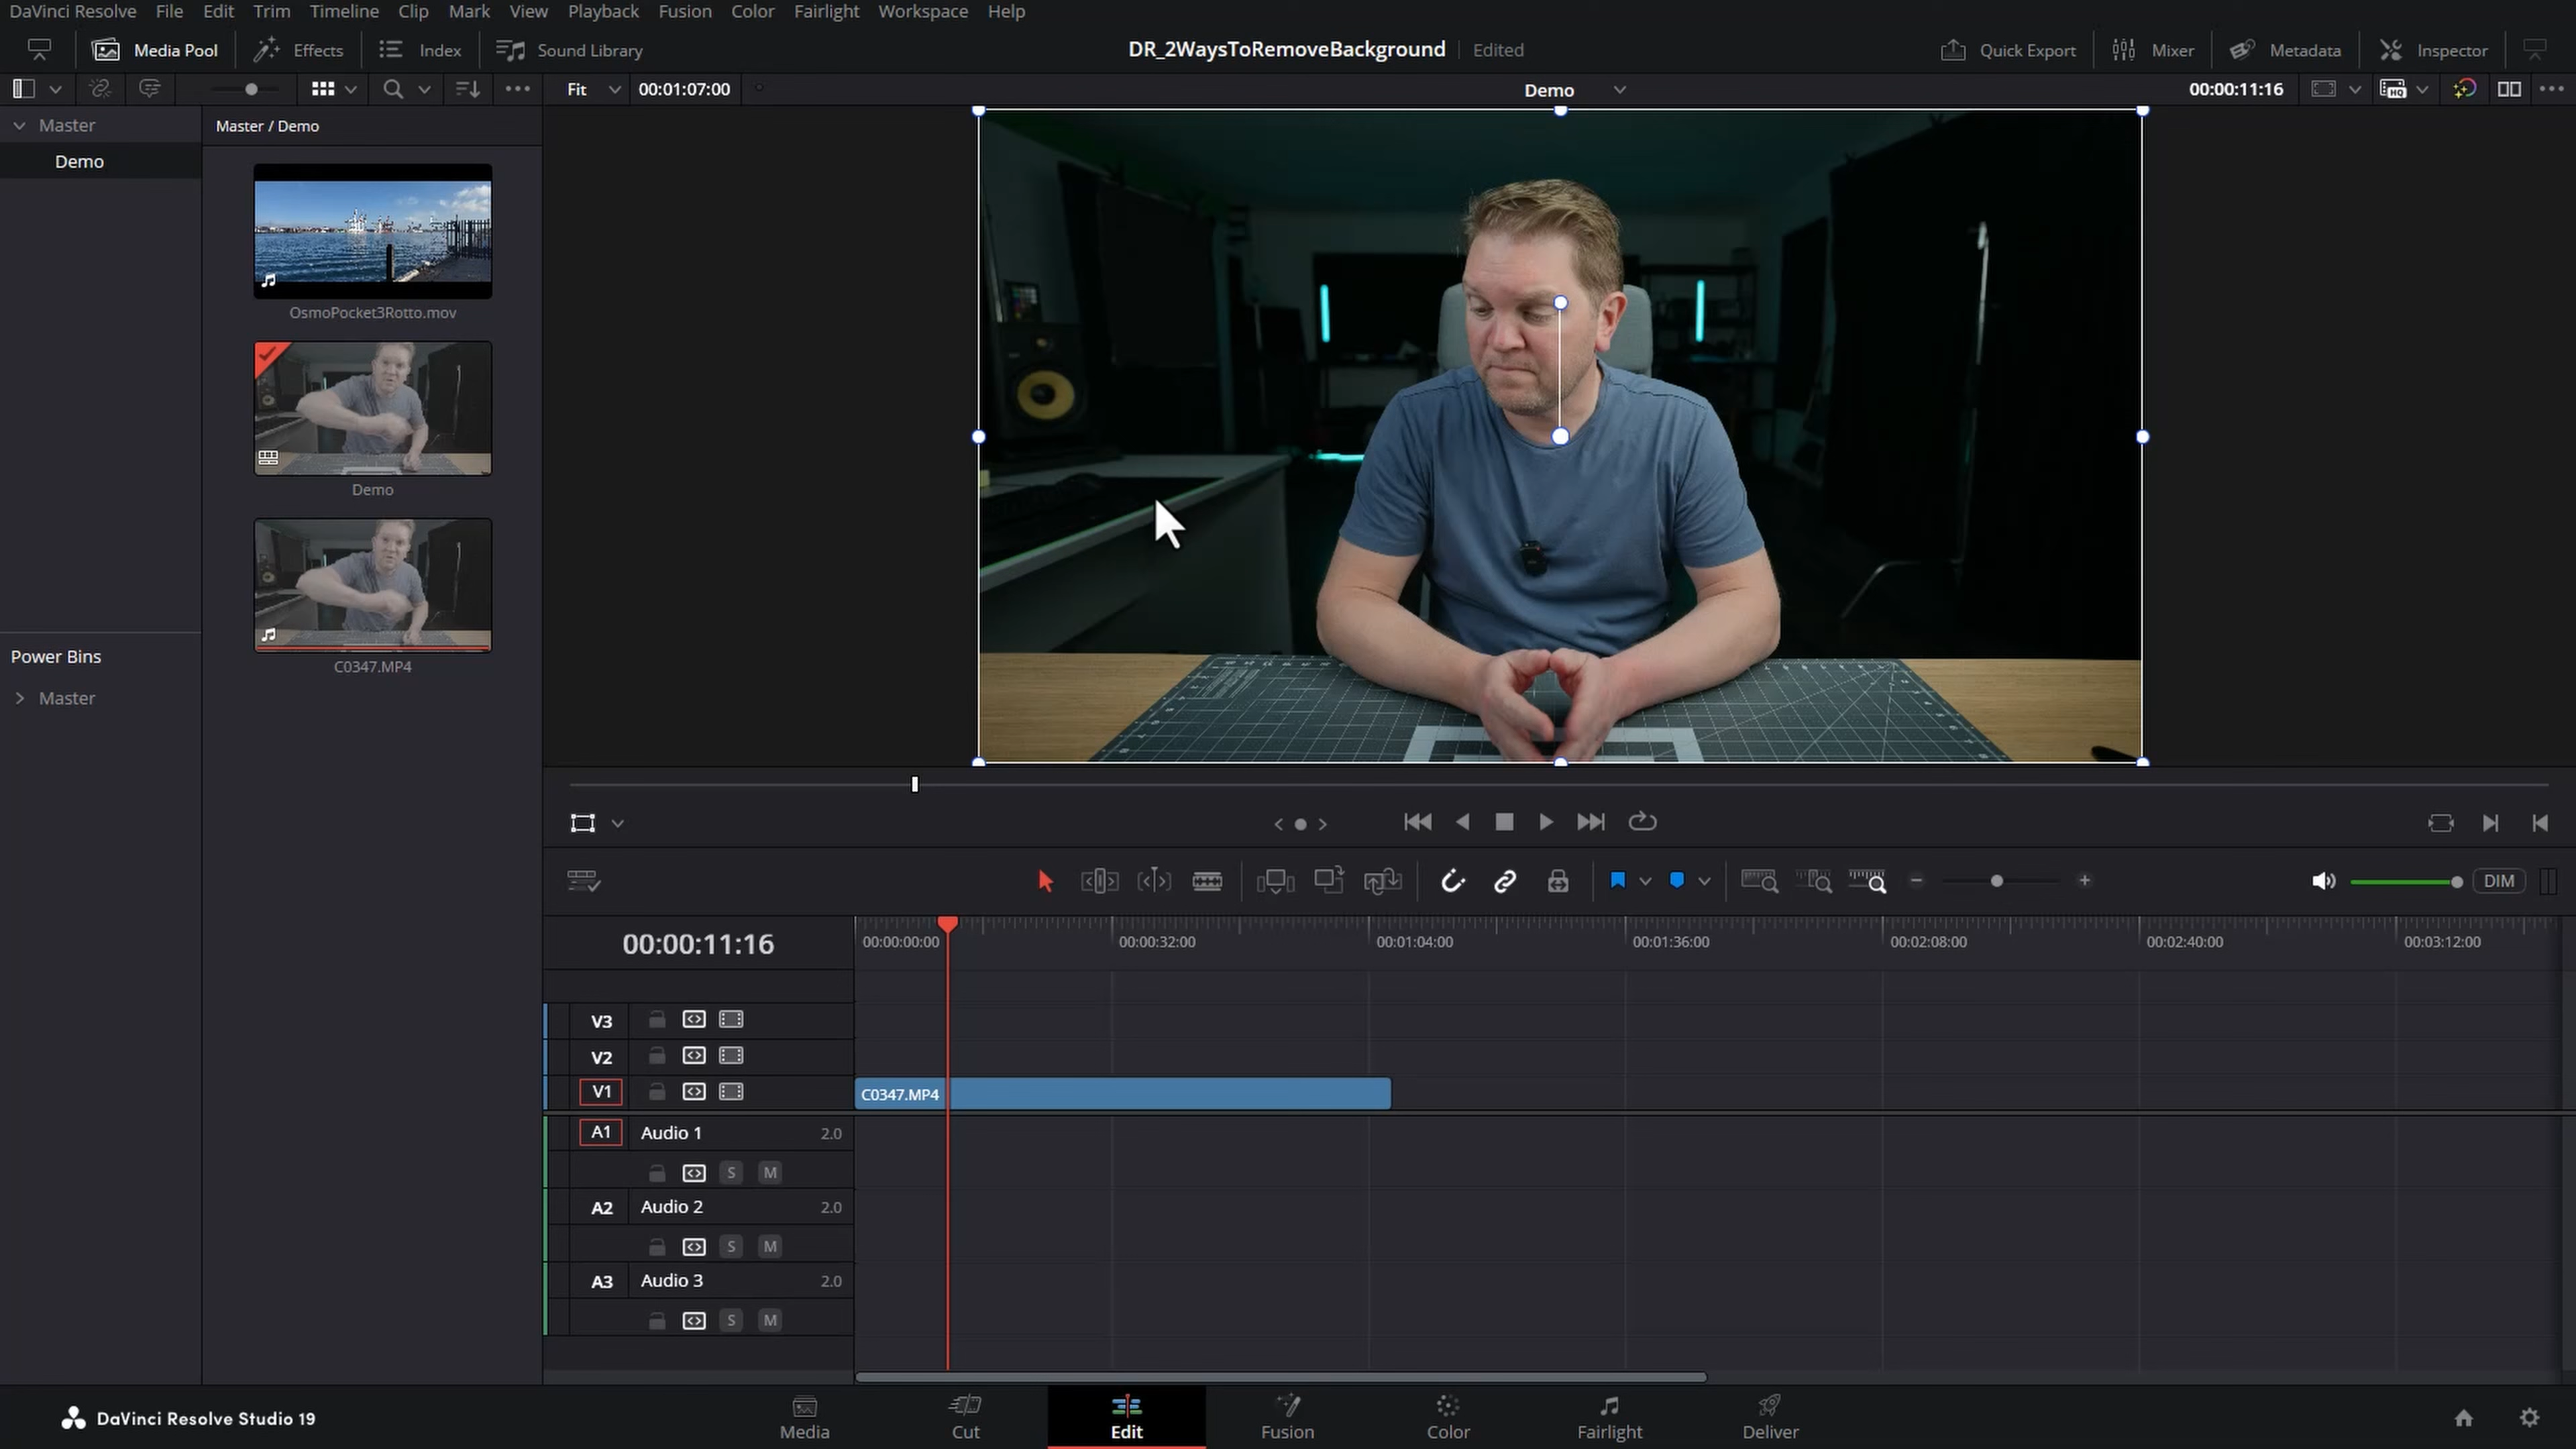 DaVinci Resolve File Edit Trim Timeline Clip Mark View Playback Fusion Color Fairlight Workspace Help
Media Pool Effects Index Sound Library DR_2WaysToRemoveBackground Edited Quick Export Mixer Metadata Inspector
Fit 00:01:07:00 Demo 00:00:11:16 HQ
Master
Demo
Master / Demo
OsmoPocket3Rotto.mov
Demo
C0347.MP4
Power Bins
Master
DIM
00:00:11:16
00:00:00:00 00:00:32:00 00:01:04:00 00:01:36:00 00:02:08:00 00:02:40:00 00:03:12:00
V3
V2
V1 C0347.MP4
A1 Audio 1 2.0
S M
A2 Audio 2 2.0
S M
A3 Audio 3 2.0
S M
DaVinci Resolve Studio 19
Media Cut Edit Fusion Color Fairlight Deliver